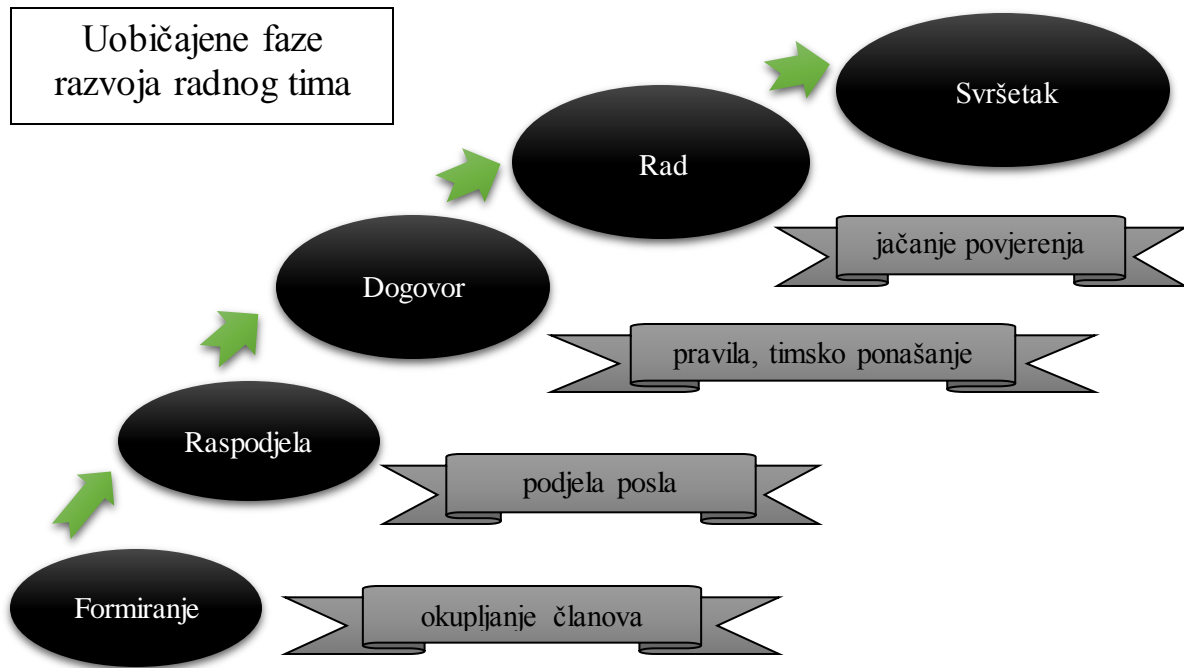 Uobičajene faze
razvoja radnog tima
Svršetak
Rad
jačanje povjerenja
Dogovor
pravila, timsko ponašanje
Raspodjela
podjela posla
Formiranje
okupljanje članova